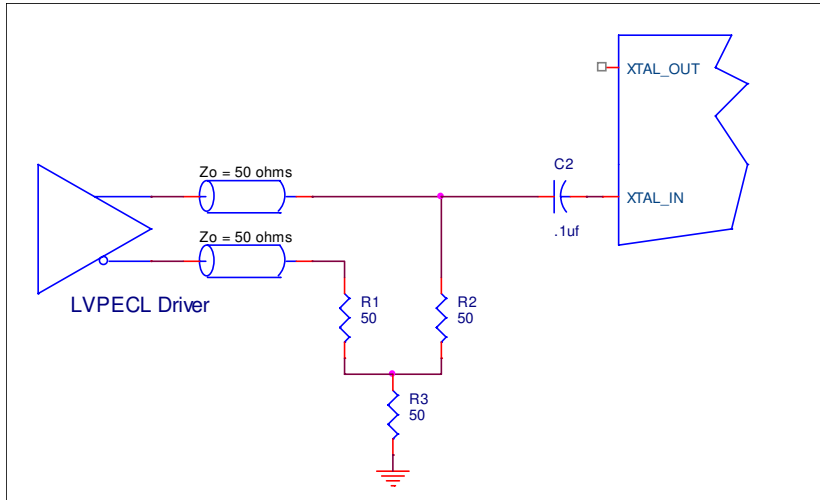 XTAL_OUT
Zo = 50 ohms
C2
XTAL_IN
.1uf
Zo = 50 ohms
LVPECL Driver
R1
50
R2
50
R3
50